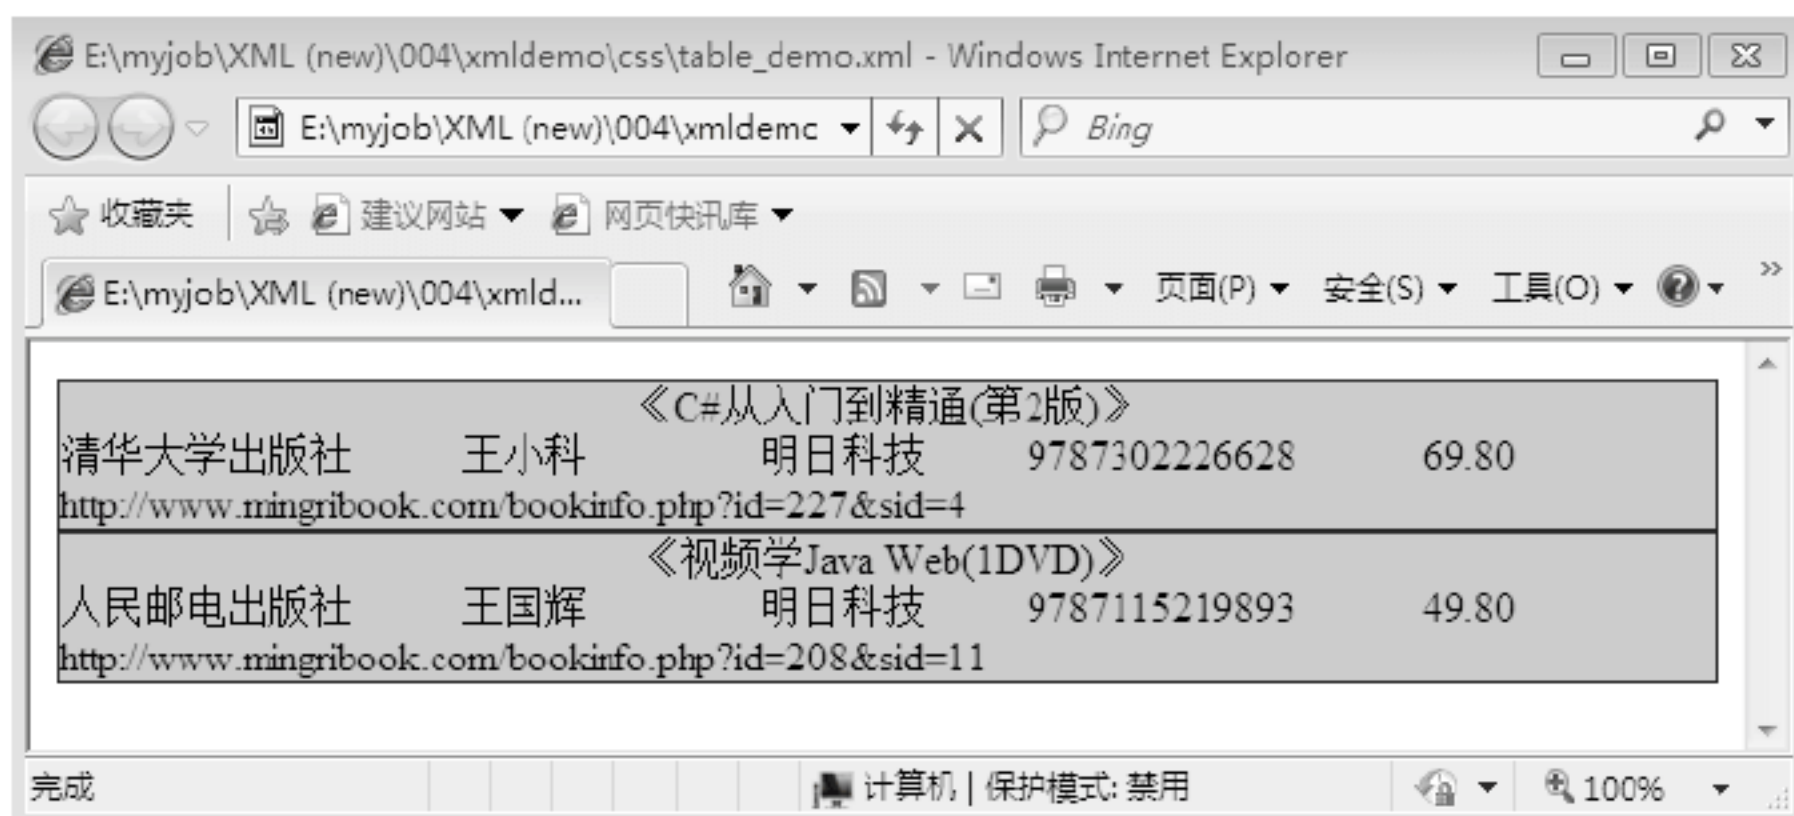 E:\myjob\XML (new)\004\xmldemo\css\table_demo.xml - Windows Internet Explorer
E:\myjob\XML (new)\004\xmldemc Bing
收藏夹 建议网站 网页快讯库
E:\myjob\XML (new)\004\xmld... 页面(P) 安全(S) 工具(O) »
《C#从入门到精通(第2版)》
清华大学出版社 王小科 明日科技 9787302226628 69.80
http://www.mingribook.com/bookinfo.php?id=227&sid=4
《视频学Java Web(1DVD)》
人民邮电出版社 王国辉 明日科技 9787115219893 49.80
http://www.mingribook.com/bookinfo.php?id=208&sid=11
完成 计算机 | 保护模式: 禁用 100%